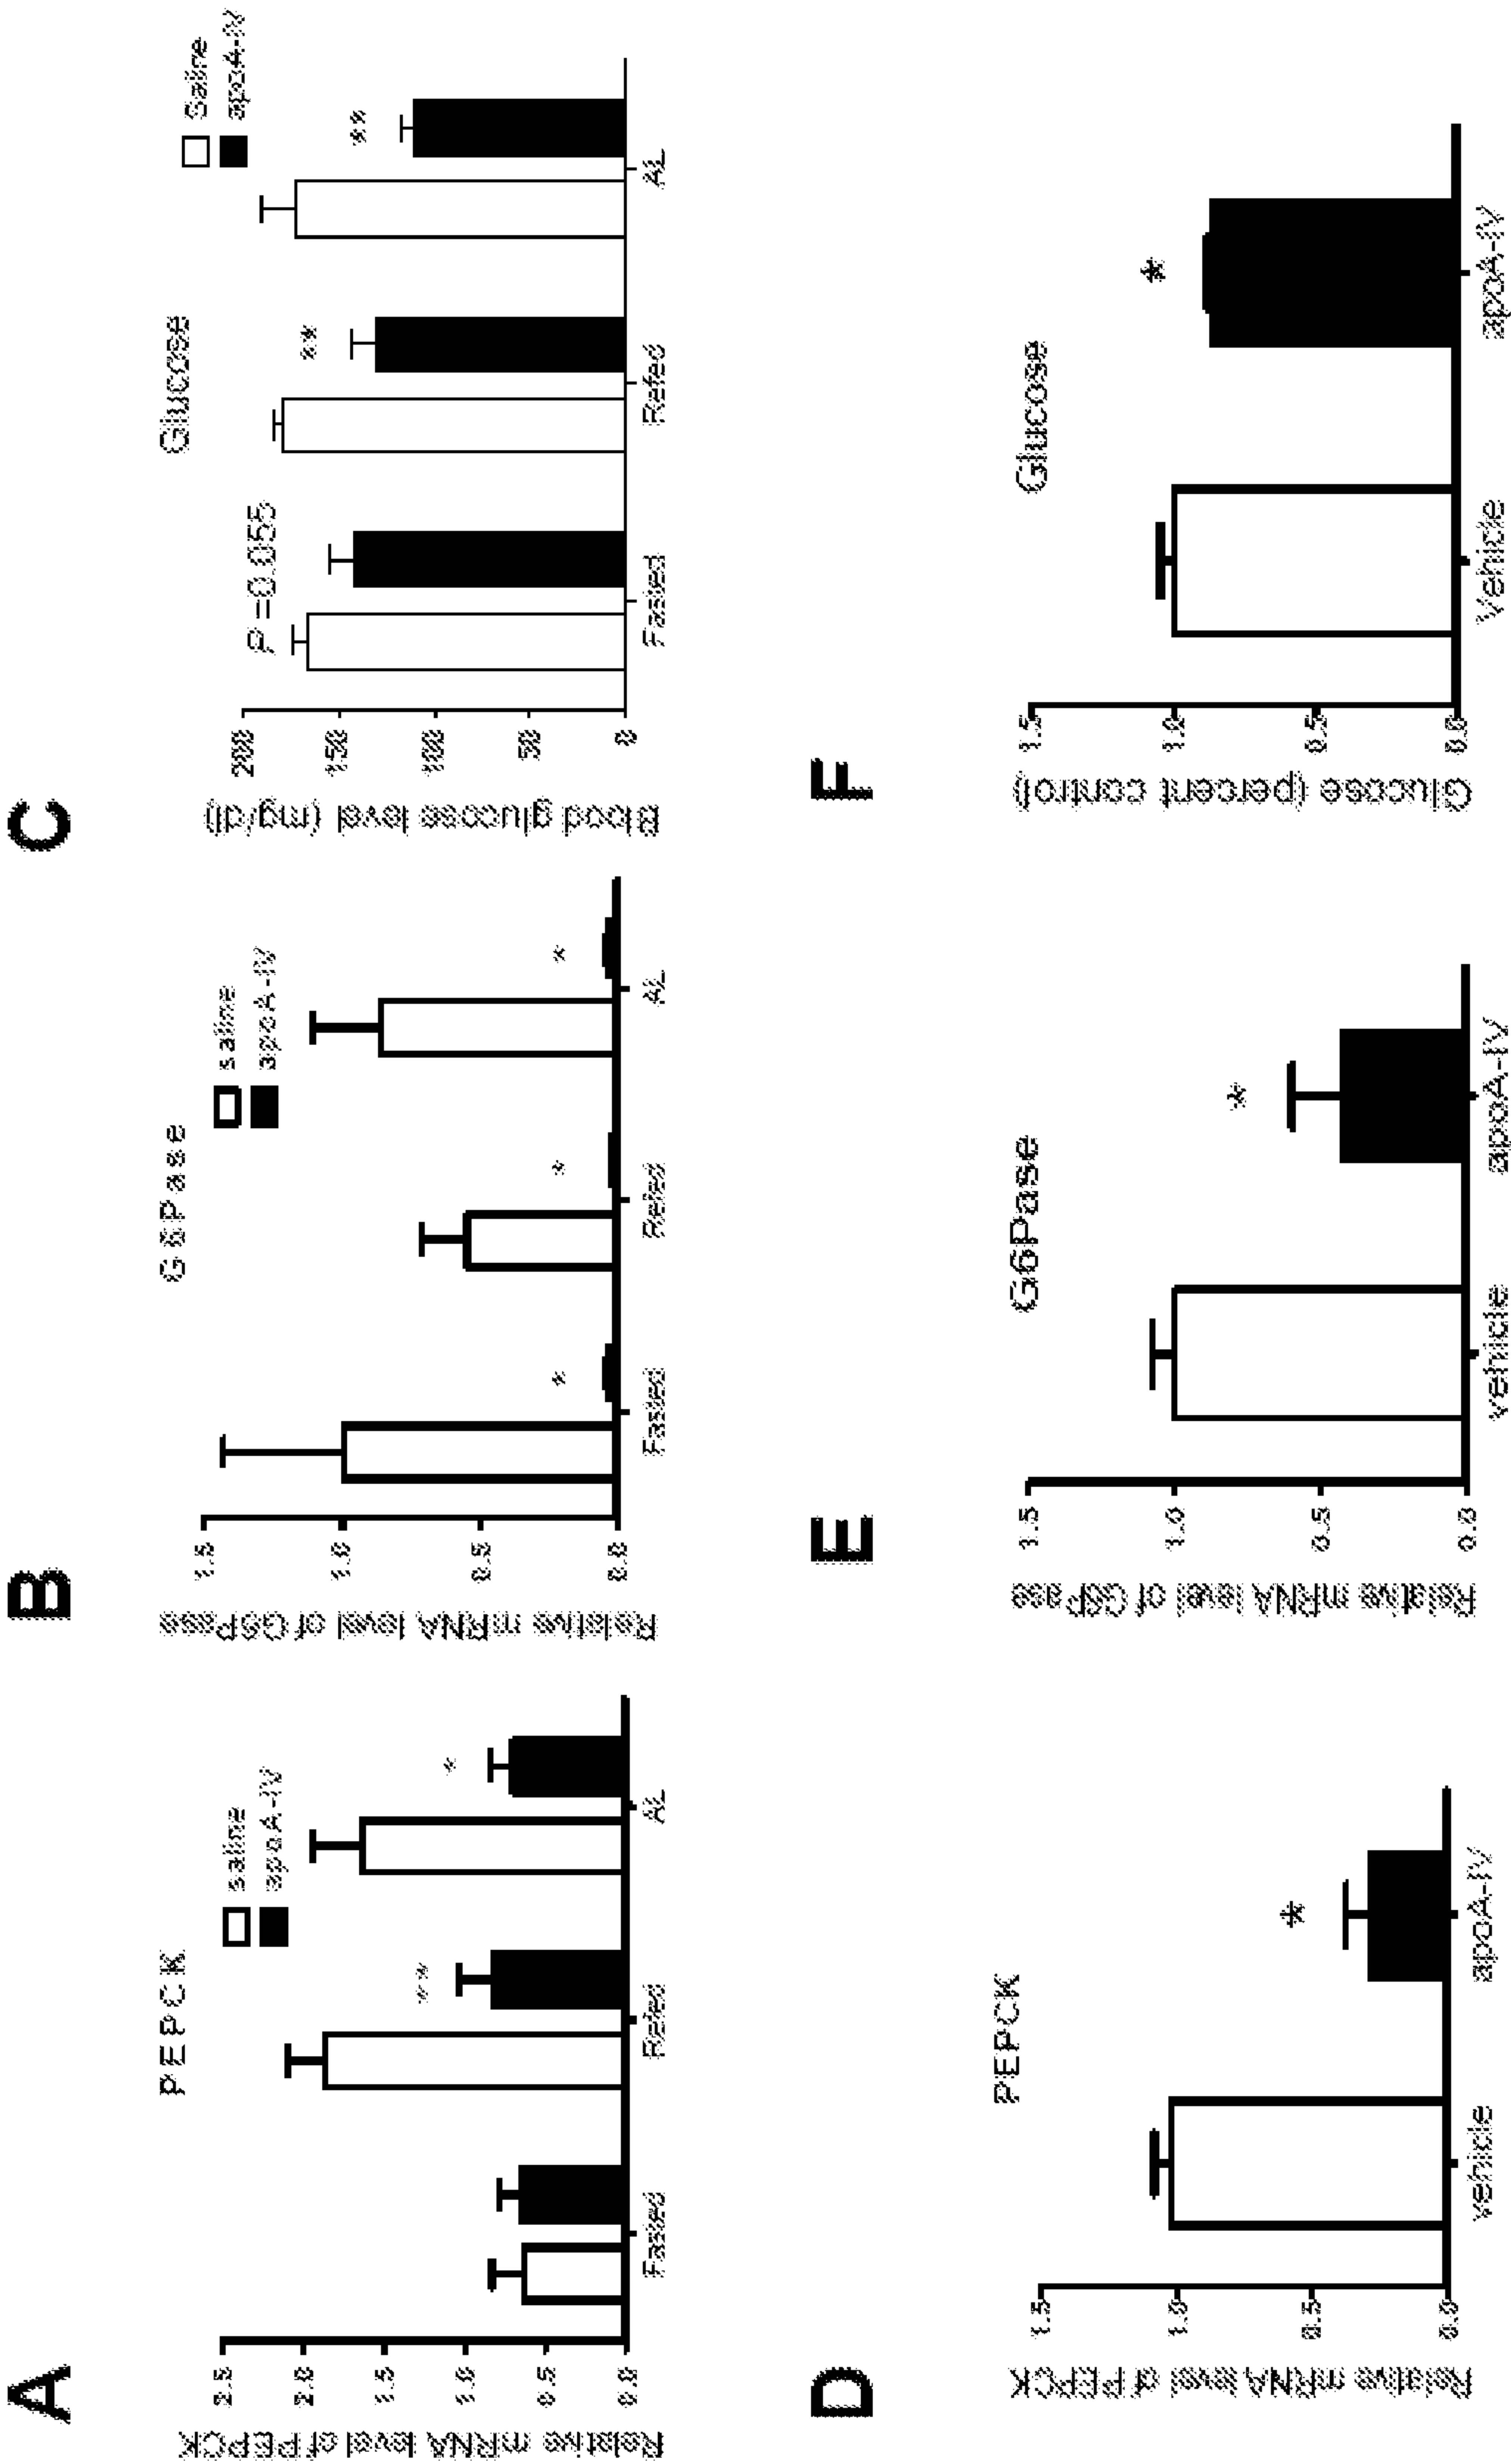 A
PEPCK
saline
apoA-IV
Relative mRNA level
of PEPCK
2.5
2.0
1.5
1.0
0.5
0.0
*
**
Fasted
Refed
AL
B
G6Pase
saline
apoA-IV
Relative mRNA level of G6Pase
1.5
1.0
0.5
0.0
*
*
*
Fasted
Refed
AL
C
Glucose
Saline
apoA-IV
Blood glucose level (mg/dl)
200
150
100
50
0
P=0.055
**
**
Fasted
Refed
AL
D
PEPCK
Relative mRNA level of PEPCK
1.5
1.0
0.5
0.0
*
vehicle
apoA-IV
E
G6Pase
Relative mRNA level of G6Pase
1.5
1.0
0.5
0.0
*
vehicle
apoA-IV
F
Glucose
Glucose (percent control)
1.5
1.0
0.5
0.0
*
Vehicle
apoA-IV